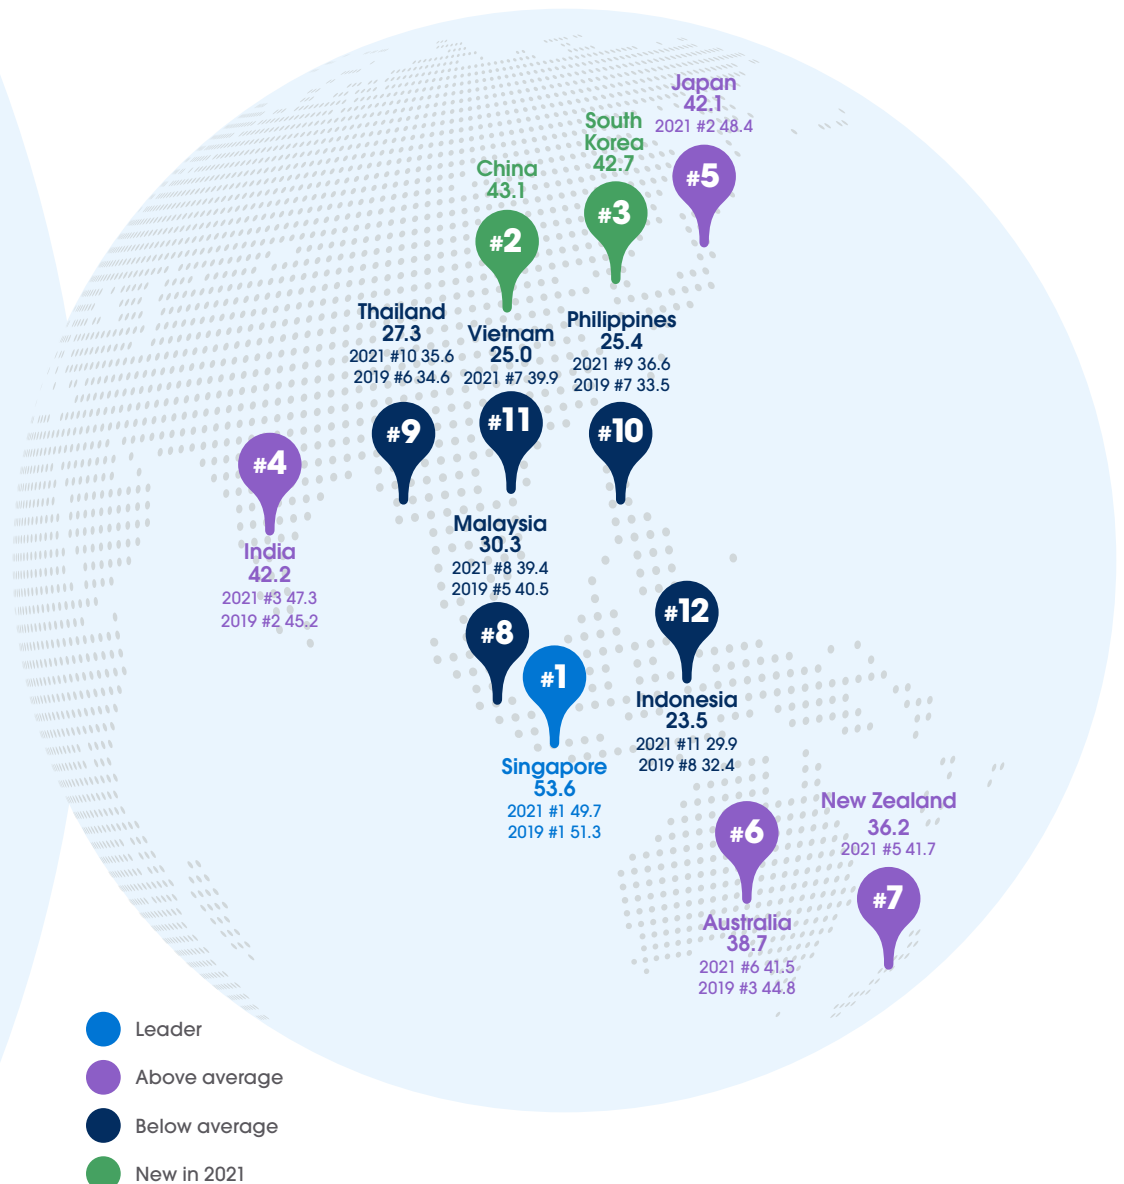 Japan
42.1
2021 #2 48.4
#5
South
Korea
42.7
#3
China
43.1
#2
Thailand
27.3
2021 #10 35.6
2019 #6 34.6
#9
Vietnam
25.0
2021 #7 39.9
#11
Philippines
25.4
2021 #9 36.6
2019 #7 33.5
#10
#4
India
42.2
2021 #3 47.3
2019 #2 45.2
Malaysia
30.3
2021 #8 39.4
2019 #5 40.5
#8
#1
Singapore
53.6
2021 #1 49.7
2019 #1 51.3
#12
Indonesia
23.5
2021 #11 29.9
2019 #8 32.4
#6
Australia
38.7
2021 #6 41.5
2019 #3 44.8
New Zealand
36.2
2021 #5 41.7
#7
Leader
Above average
Below average
New in 2021